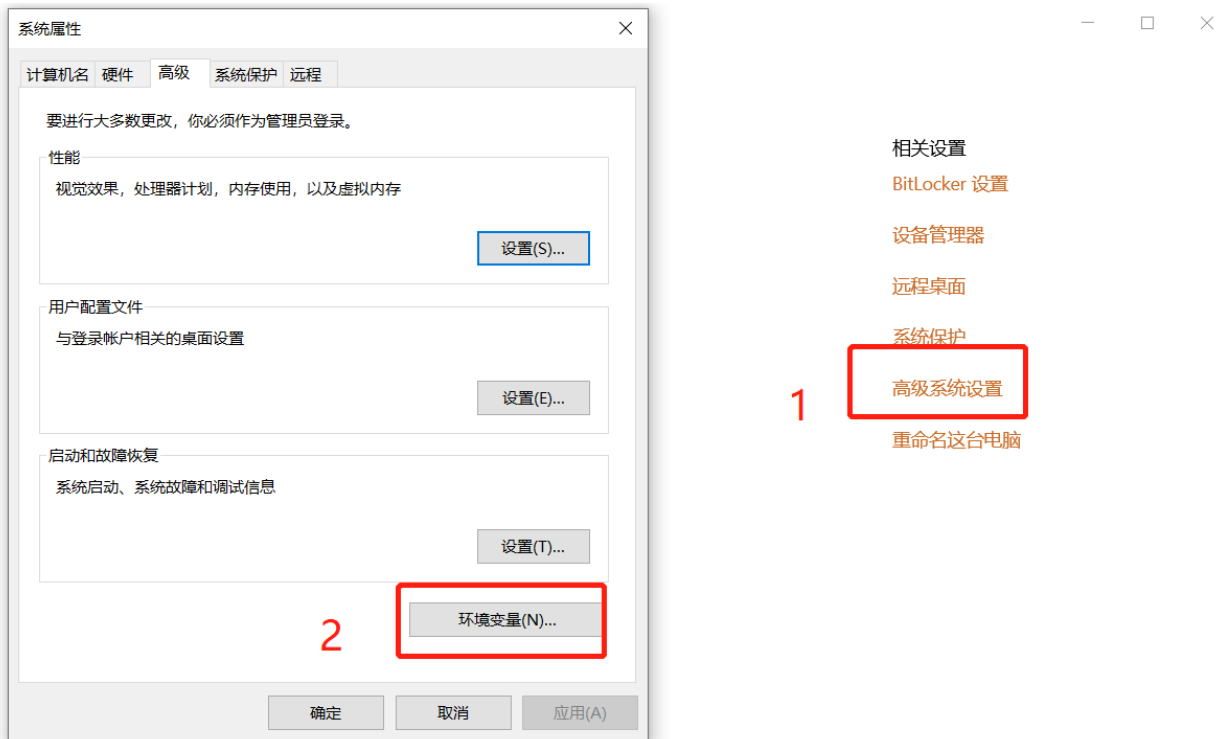 系统属性
计算机名 硬件 高级 系统保护 远程
要进行大多数更改，你必须作为管理员登录。
性能
视觉效果，处理器计划，内存使用，以及虚拟内存
设置(S)...
用户配置文件
与登录帐户相关的桌面设置
设置(E)...
启动和故障恢复
系统启动、系统故障和调试信息
设置(T)...
2
环境变量(N)...
确定 取消 应用(A)
相关设置
BitLocker 设置
设备管理器
远程桌面
系统保护
1
高级系统设置
重命名这台电脑